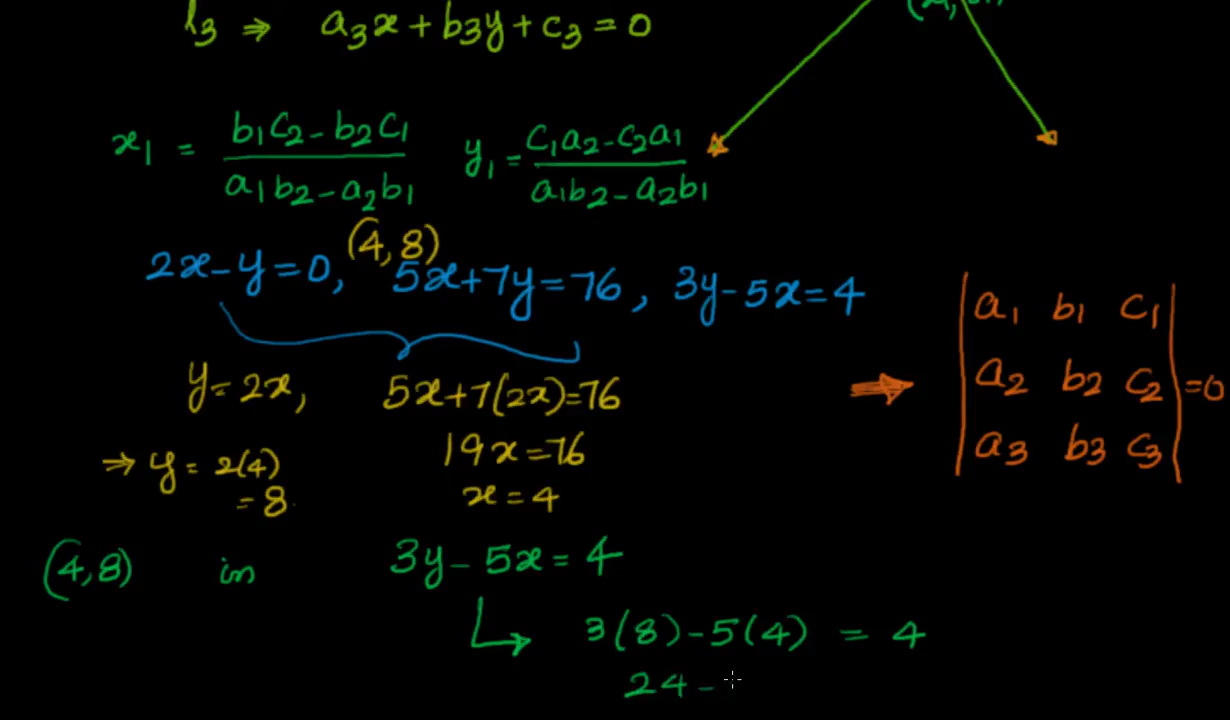 l3 ⇒ a3x + b3y + c3 = 0
x1 = (b1c2 - b2c1)/(a1b2 - a2b1) y1 = (c1a2 - c2a1)/(a1b2 - a2b1)
(4,8)
2x - y = 0, 5x + 7y = 76, 3y - 5x = 4
a1 b1 c1
y = 2x, 5x + 7(2x) = 76
⇒ a2 b2 c2 = 0
19x = 76
a3 b3 c3
⇒ y = 2(4)
= 8
x = 4
(4,8) in 3y - 5x = 4
↳ 3(8) - 5(4) = 4
24 -